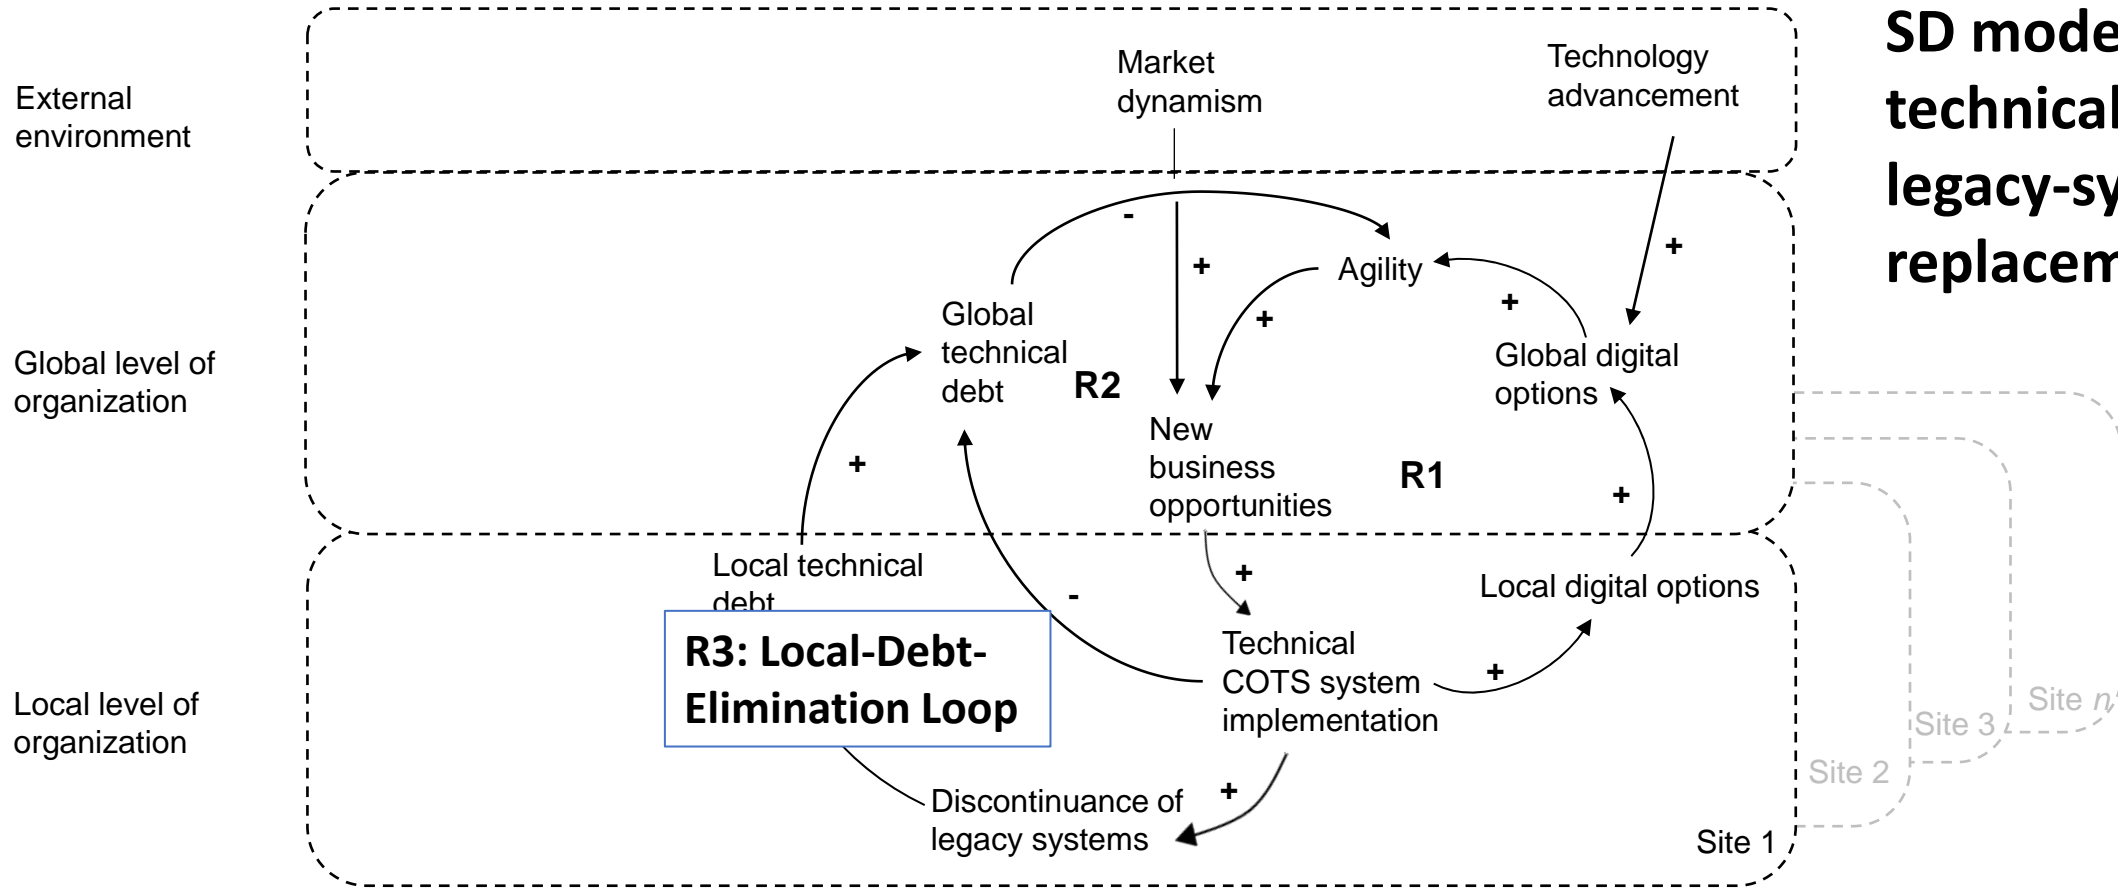 SD mode
technical
legacy-sy
replacem
External
environment
Market
dynamism
Technology
advancement
-
+
+
Agility
+
+
Global
technical
debt
R2
Global digital
options
Global level of
organization
New
business
opportunities
R1
+
+
Local technical
debt
+
-
Local digital options
R3: Local-Debt-
Elimination Loop
Technical
COTS system
implementation
+
Local level of
organization
Discontinuance of
legacy systems
+
Site 1
Site 2
Site 3
Site n